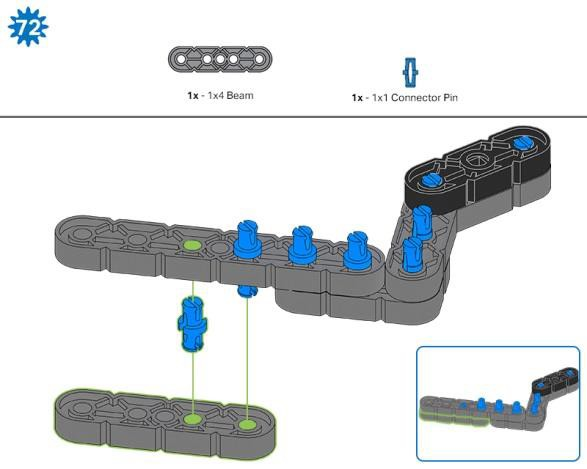 72
1x - 1x4 Beam
1x - 1x1 Connector Pin